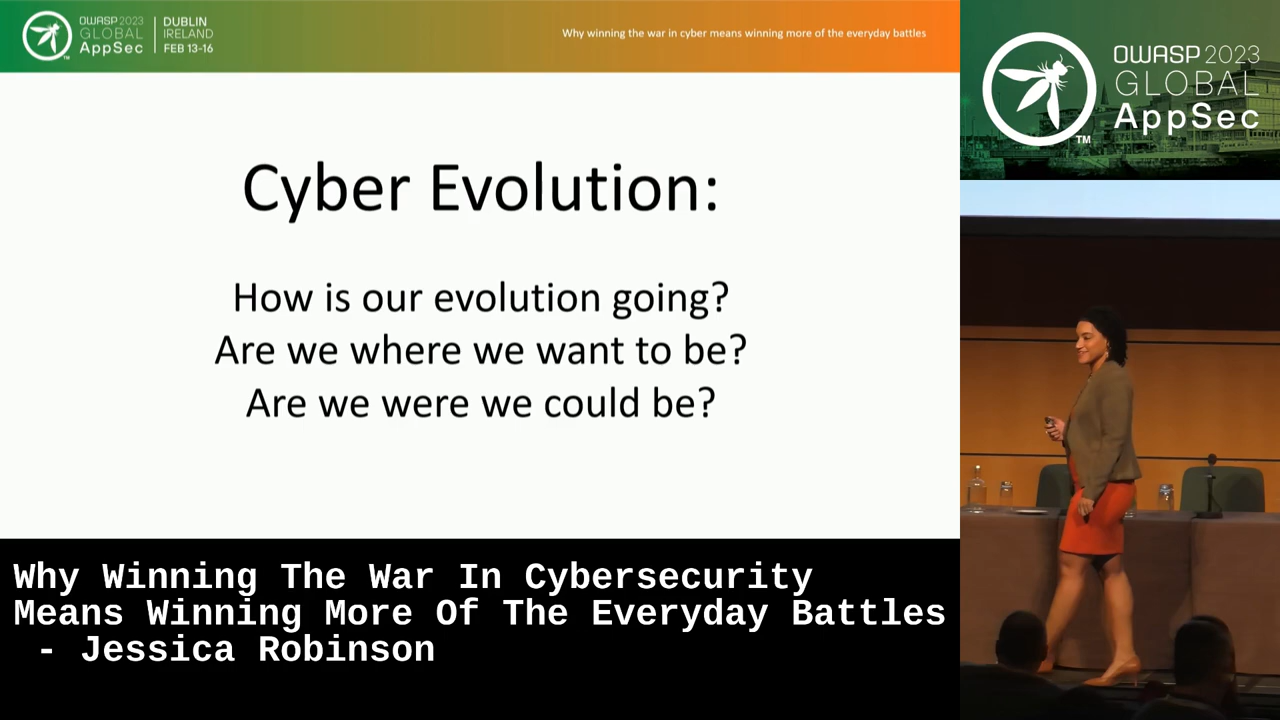 OWASP 2023
GLOBAL
AppSec
TM
DUBLIN
IRELAND
FEB 13-16
Why winning the war in cyber means winning more of the everyday battles
Cyber Evolution:
How is our evolution going?
Are we where we want to be?
Are we were we could be?
Why Winning The War In Cybersecurity
Means Winning More Of The Everyday Battles
- Jessica Robinson
OWASP 2023
GLOBAL
AppSec
TM